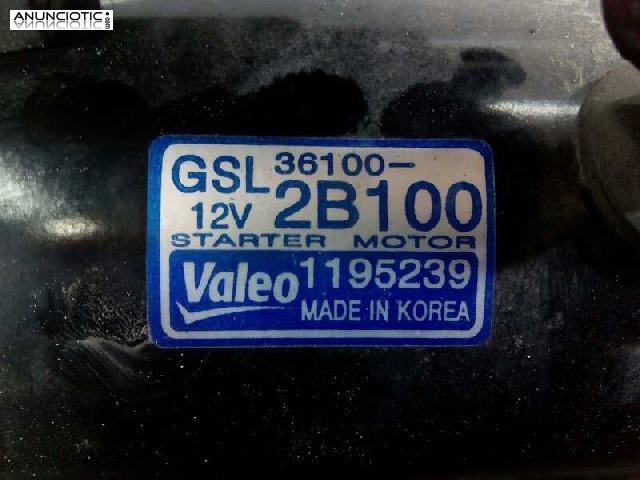 ANUNCIOTIC.com
GSL 36100-
12V 2B100
STARTER MOTOR
Valeo 1195239
MADE IN KOREA